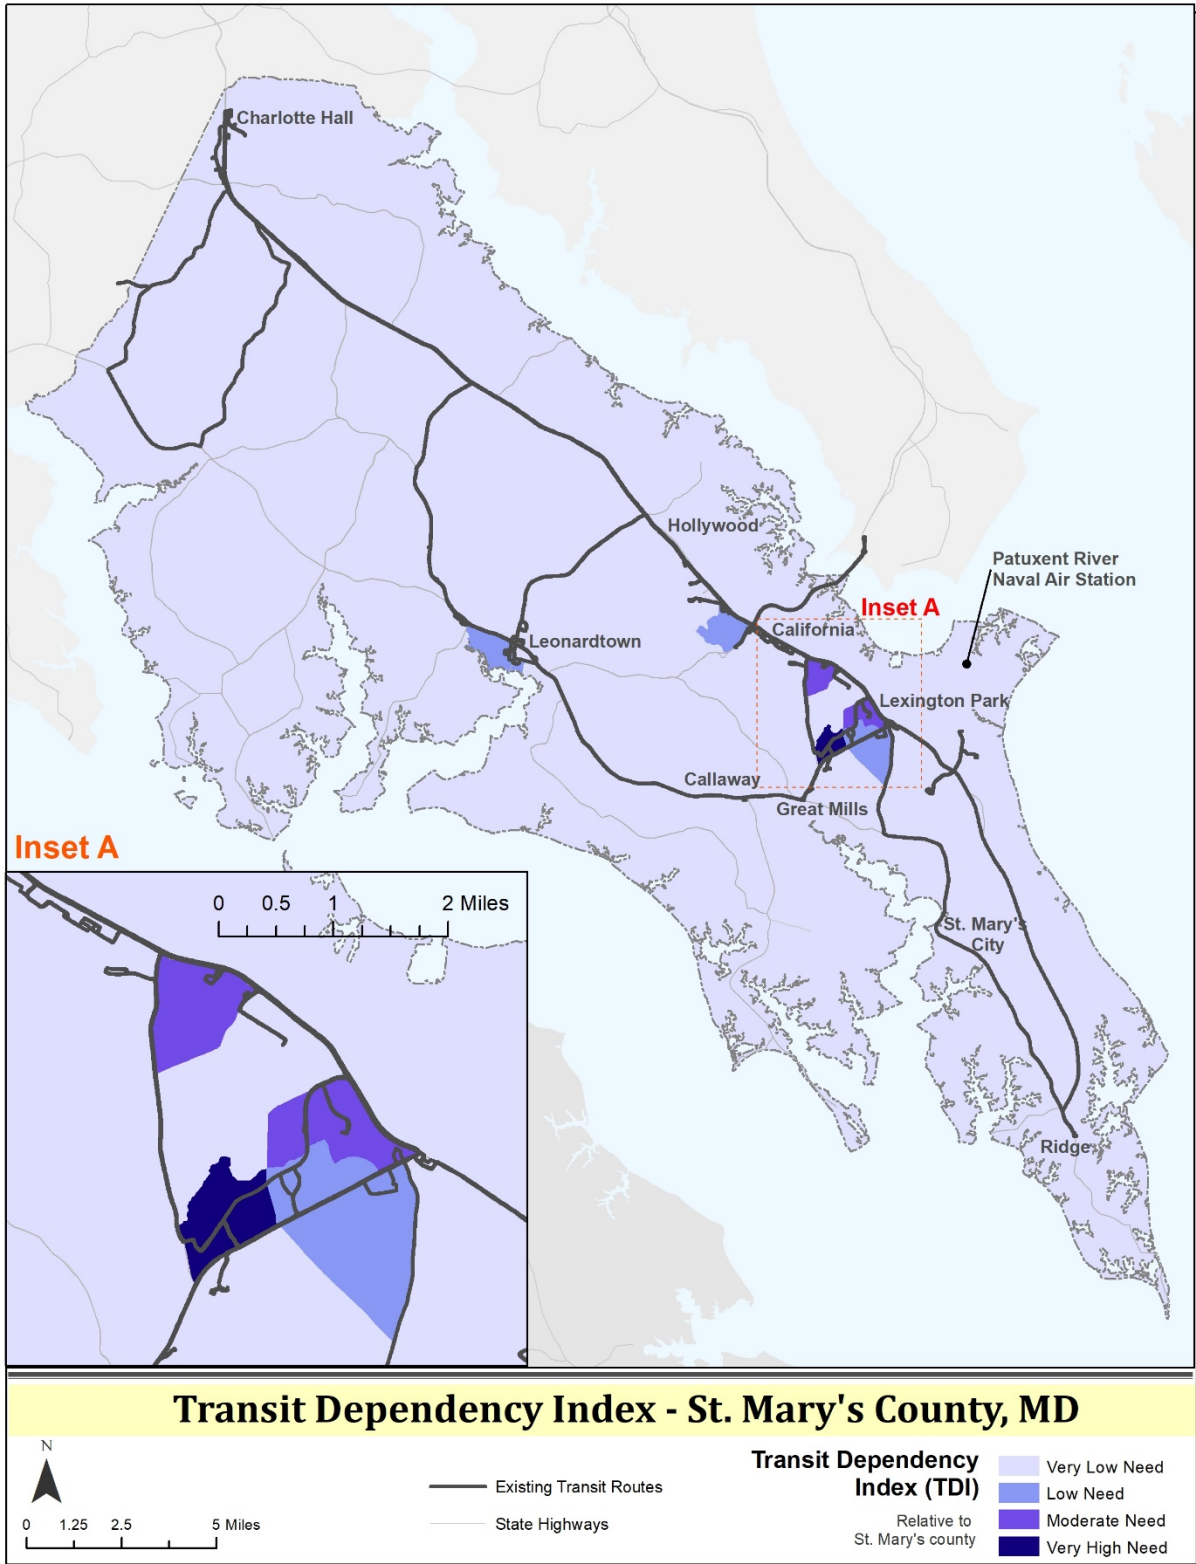 Charlotte Hall
Hollywood
Patuxent River
Naval Air Station
Inset A
California
Leonardtown
Lexington Park
Callaway
Great Mills
Inset A
0 0.5 1 2 Miles
St. Mary's
City
Ridge
Transit Dependency Index - St. Mary's County, MD
N
0 1.25 2.5 5 Miles
Existing Transit Routes
State Highways
Transit Dependency
Index (TDI)
Relative to
St. Mary's county
Very Low Need
Low Need
Moderate Need
Very High Need